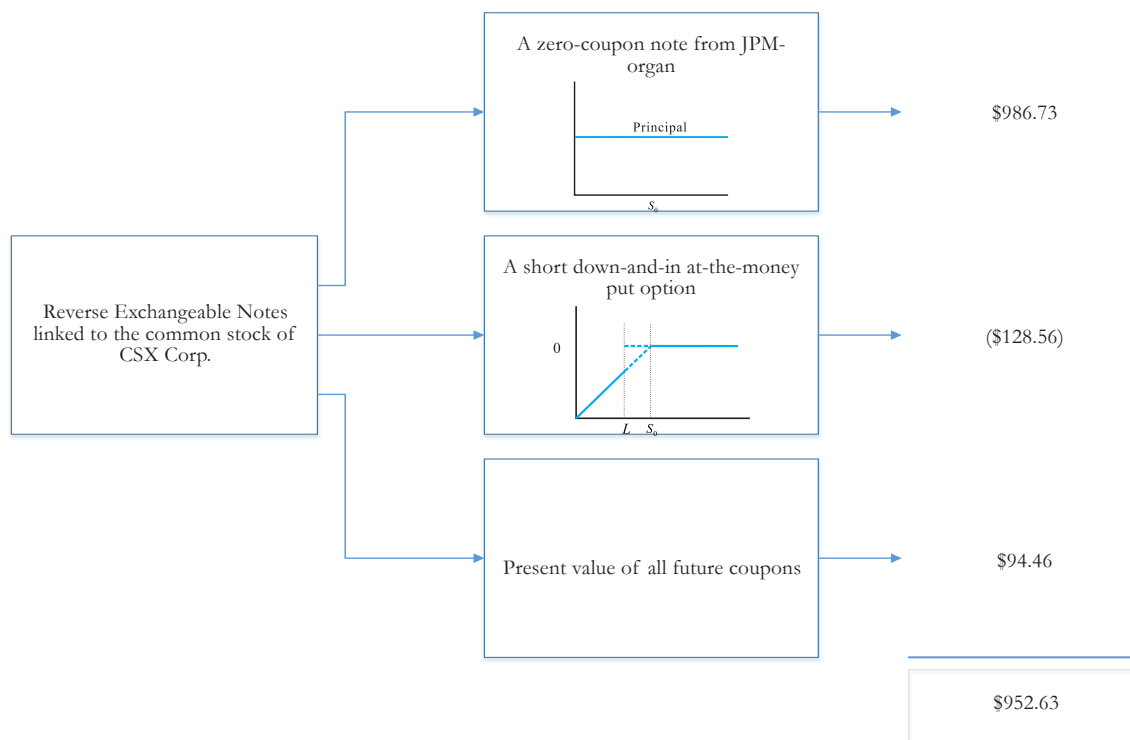 A zero-coupon note from JPM-
organ
Principal
S₀
$986.73
Reverse Exchangeable Notes
linked to the common stock of
CSX Corp.
A short down-and-in at-the-money
put option
0
L S₀
($128.56)
Present value of all future coupons
$94.46
$952.63